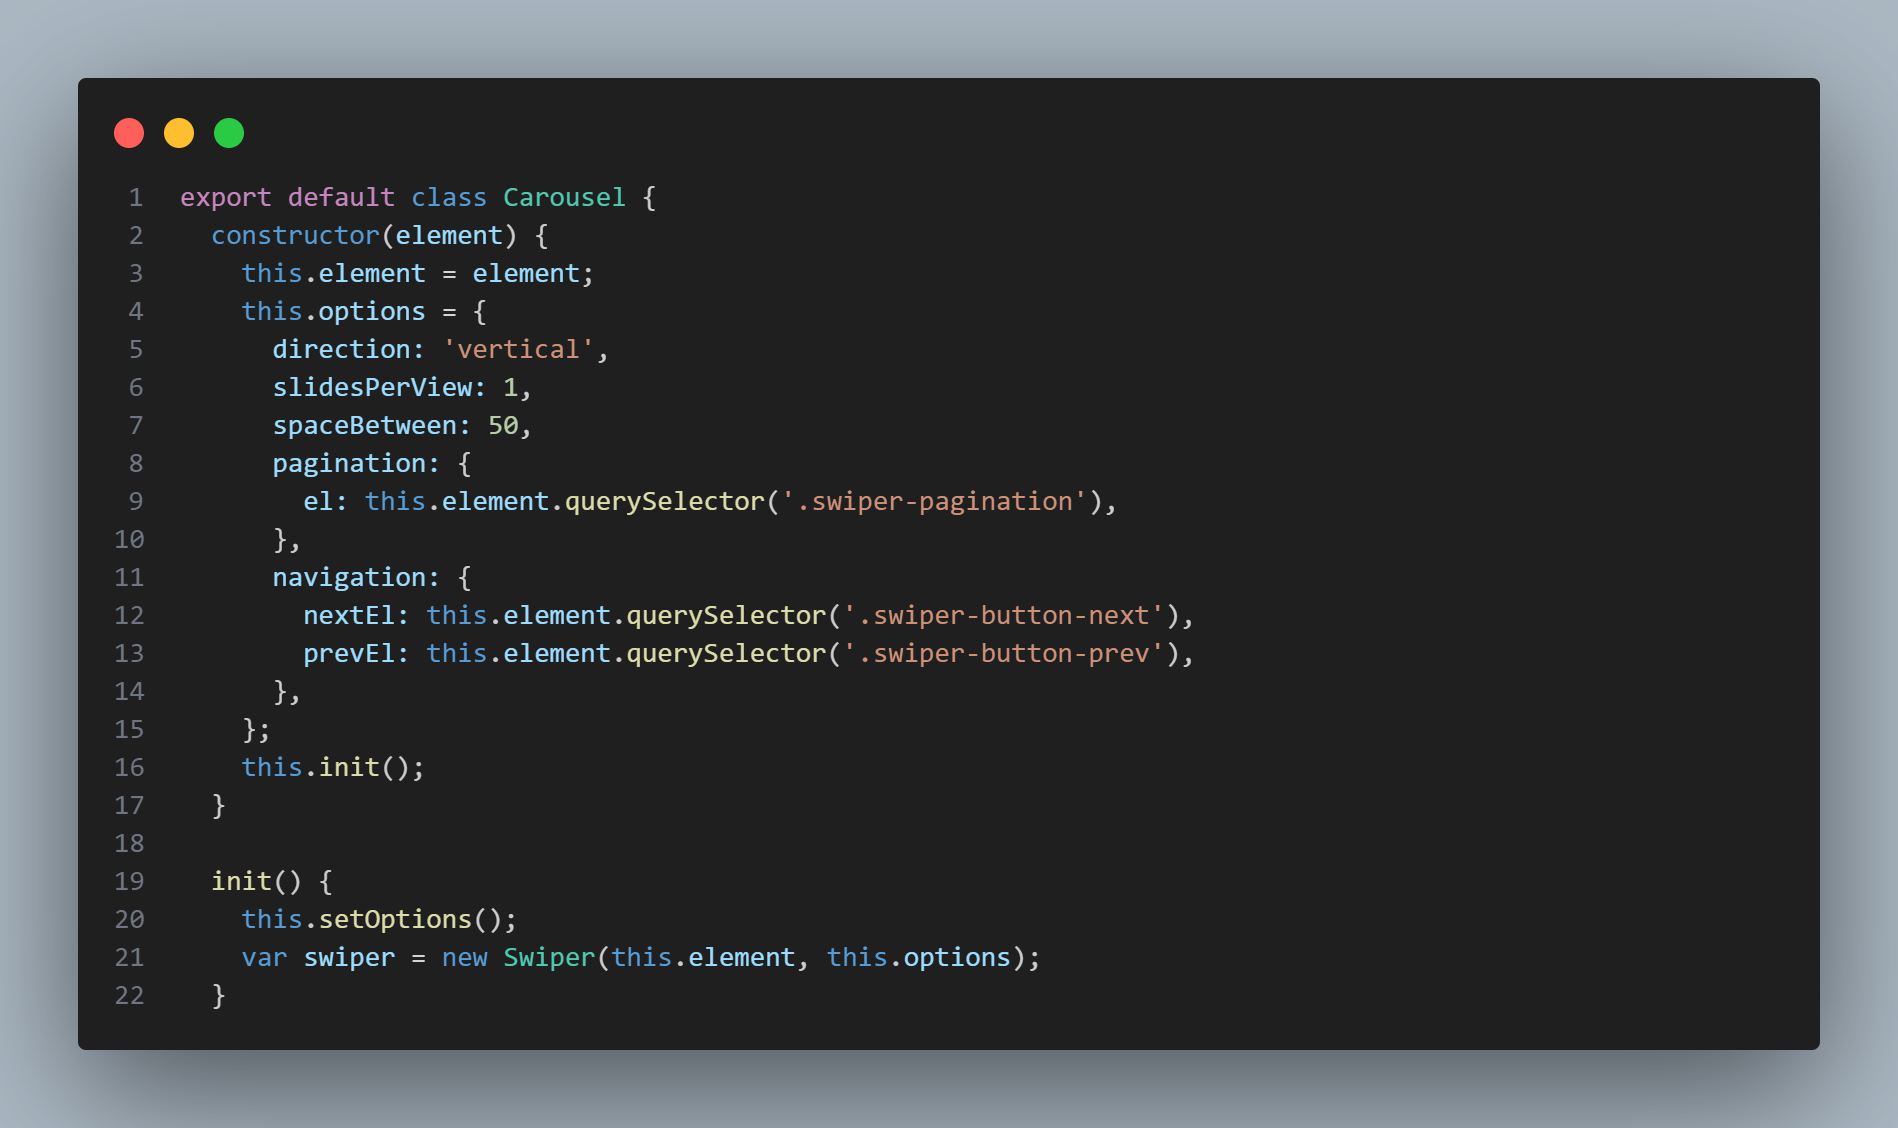 1 export default class Carousel {
2   constructor(element) {
3     this.element = element;
4     this.options = {
5       direction: 'vertical',
6       slidesPerView: 1,
7       spaceBetween: 50,
8       pagination: {
9         el: this.element.querySelector('.swiper-pagination'),
10       },
11       navigation: {
12         nextEl: this.element.querySelector('.swiper-button-next'),
13         prevEl: this.element.querySelector('.swiper-button-prev'),
14       },
15     };
16     this.init();
17   }
18
19   init() {
20     this.setOptions();
21     var swiper = new Swiper(this.element, this.options);
22   }